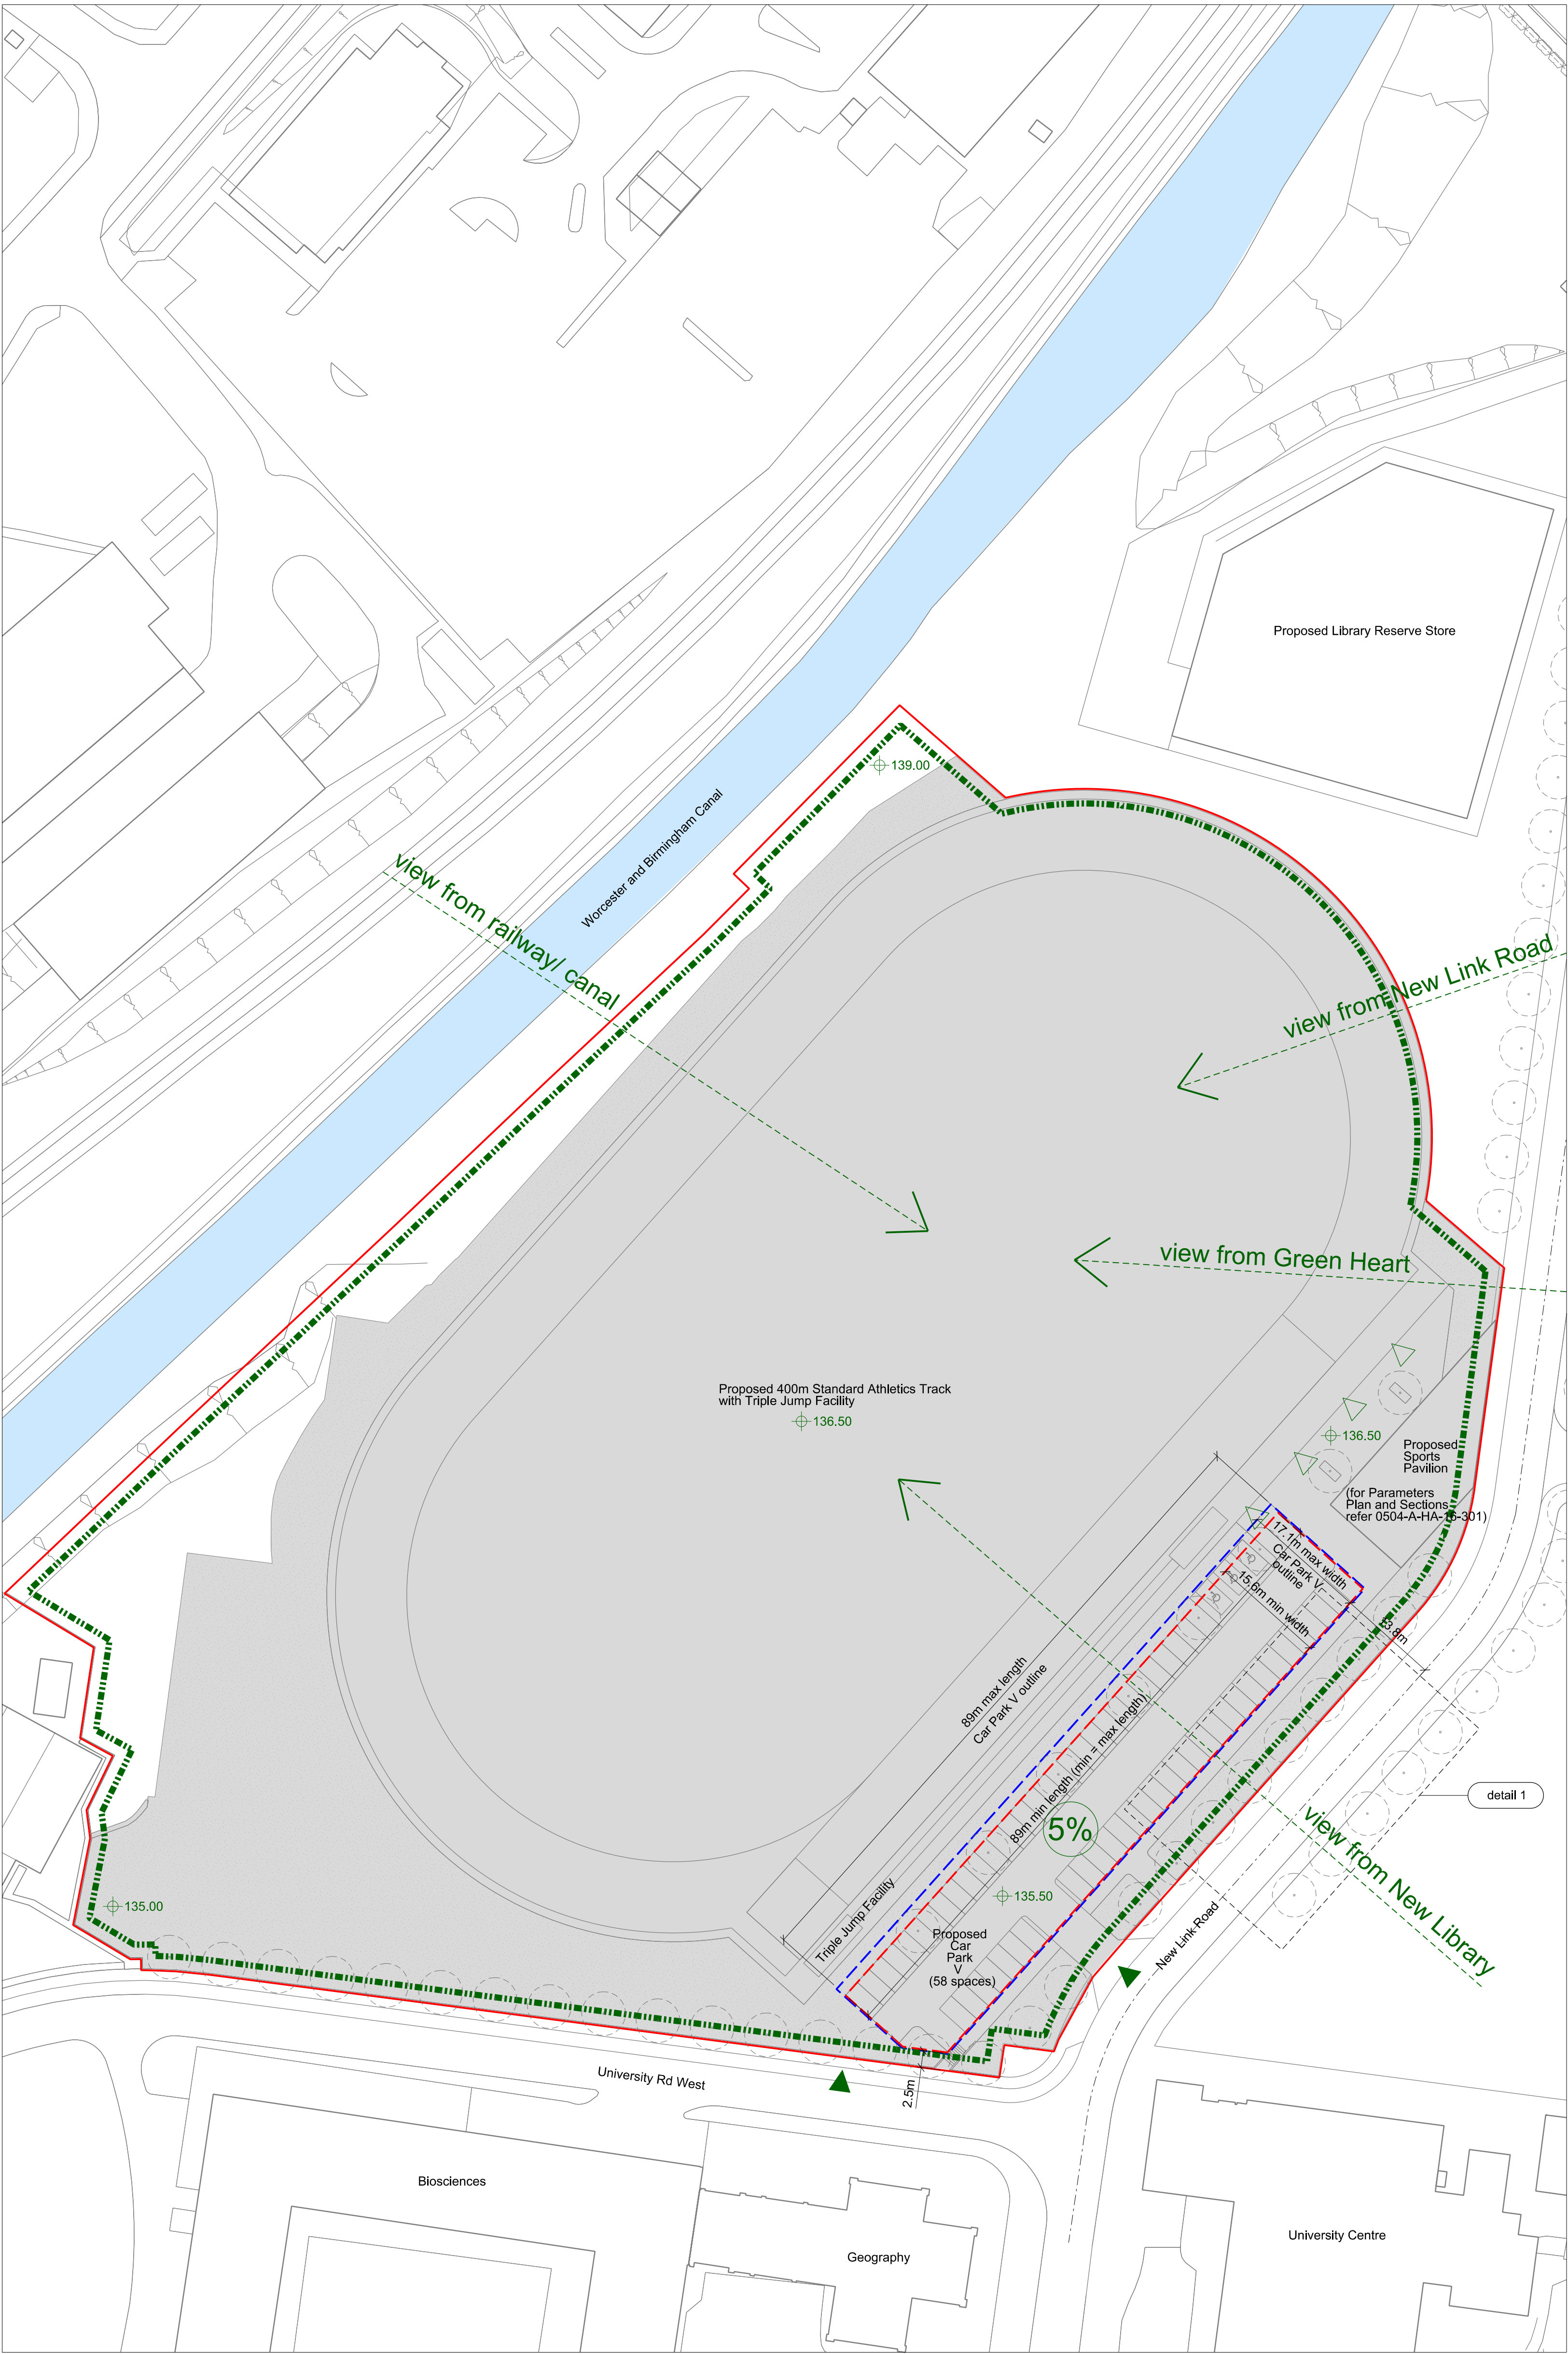 Proposed Library Reserve Store
139.00
Worcester and Birmingham Canal
view from railway/ canal
view from New Link Road
view from Green Heart
Proposed 400m Standard Athletics Track
with Triple Jump Facility
136.50
136.50
Proposed
Sports
Pavilion
(for Parameters
Plan and Sections
refer 0504-A-HA-16-301)
17.1m max width
Car Park V
outline
15.6m min width
13.8m
89m max length
Car Park V outline
89m min length (min = max length)
detail 1
5%
view from New Library
Triple Jump Facility
135.50
135.00
Proposed
Car
Park
V
(58 spaces)
New Link Road
University Rd West
2.5m
Biosciences
Geography
University Centre